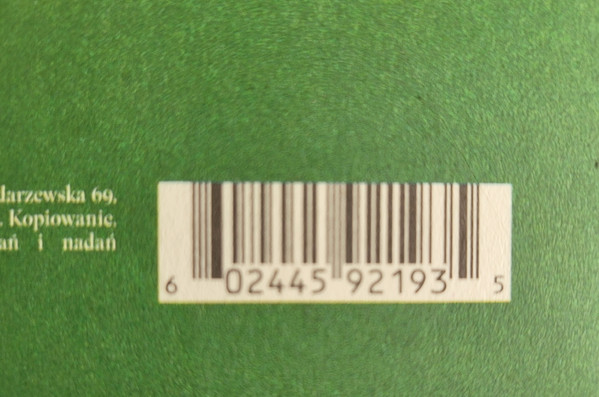 darzewska 69,
. Kopiowanie,
ań i nadań
6 02445 92193 5